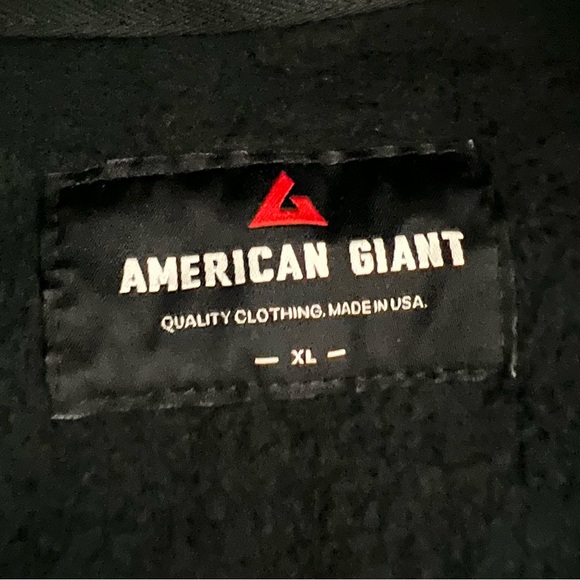 AMERICAN GIANT
QUALITY CLOTHING. MADE IN USA.
— XL —